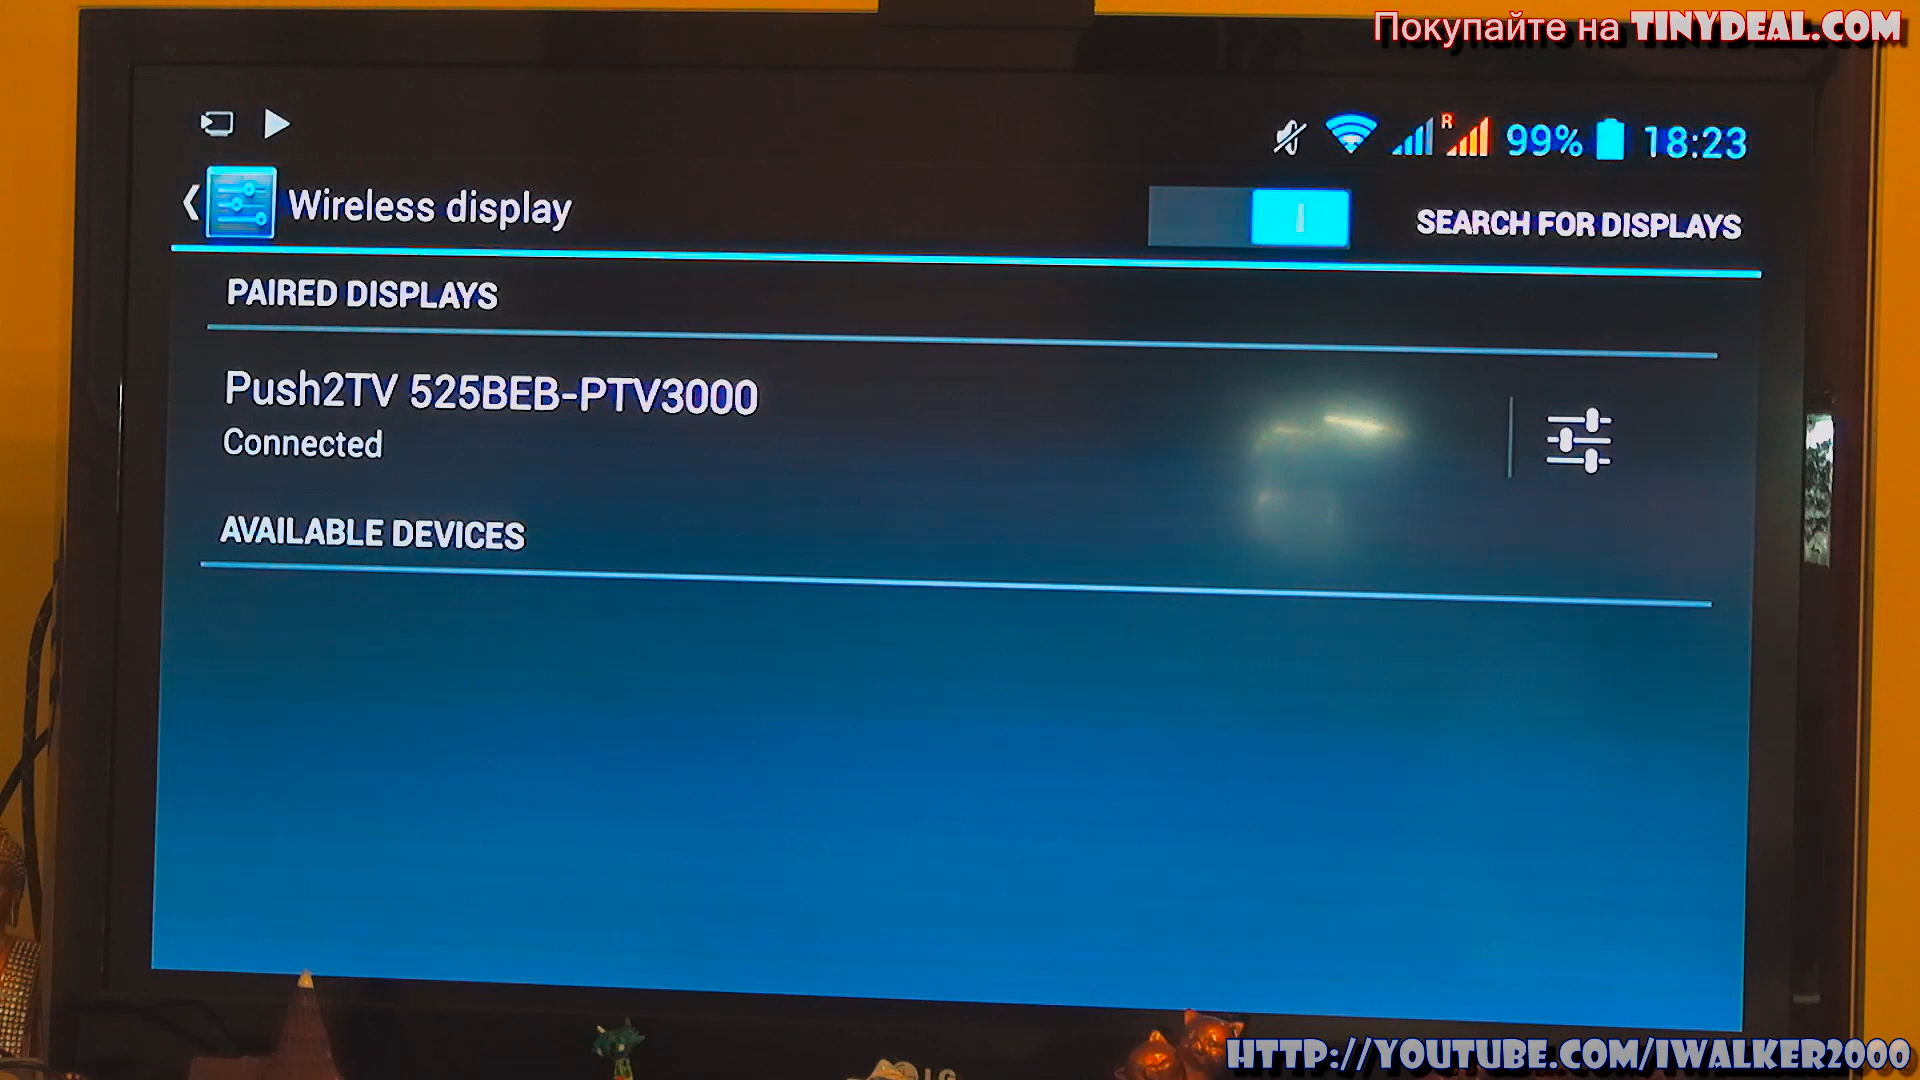 Покупайте на TINYDEAL.COM
R 99% 18:23
Wireless display
SEARCH FOR DISPLAYS
PAIRED DISPLAYS
Push2TV 525BEB-PTV3000
Connected
AVAILABLE DEVICES
LG
HTTP://YOUTUBE.COM/IWALKER2000